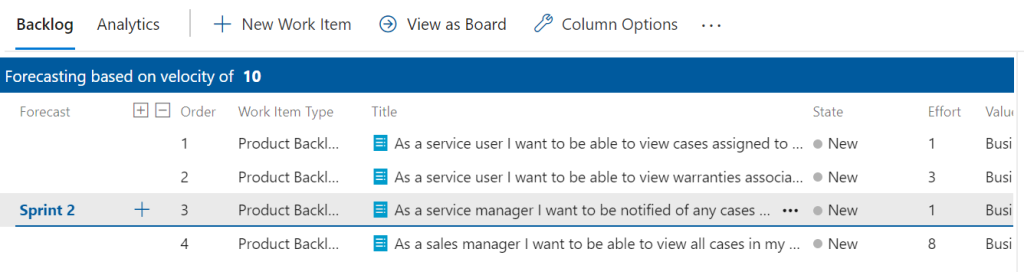 Backlog Analytics New Work Item View as Board Column Options
Forecasting based on velocity of 10
Forecast Order Work Item Type Title State Effort Valu
1 Product Backl... As a service user I want to be able to view cases assigned to ... New 1 Busi
2 Product Backl... As a service user I want to be able to view warranties associa... New 3 Busi
Sprint 2 3 Product Backl... As a service manager I want to be notified of any cases ... New 1 Busi
4 Product Backl... As a sales manager I want to be able to view all cases in my ... New 8 Busi